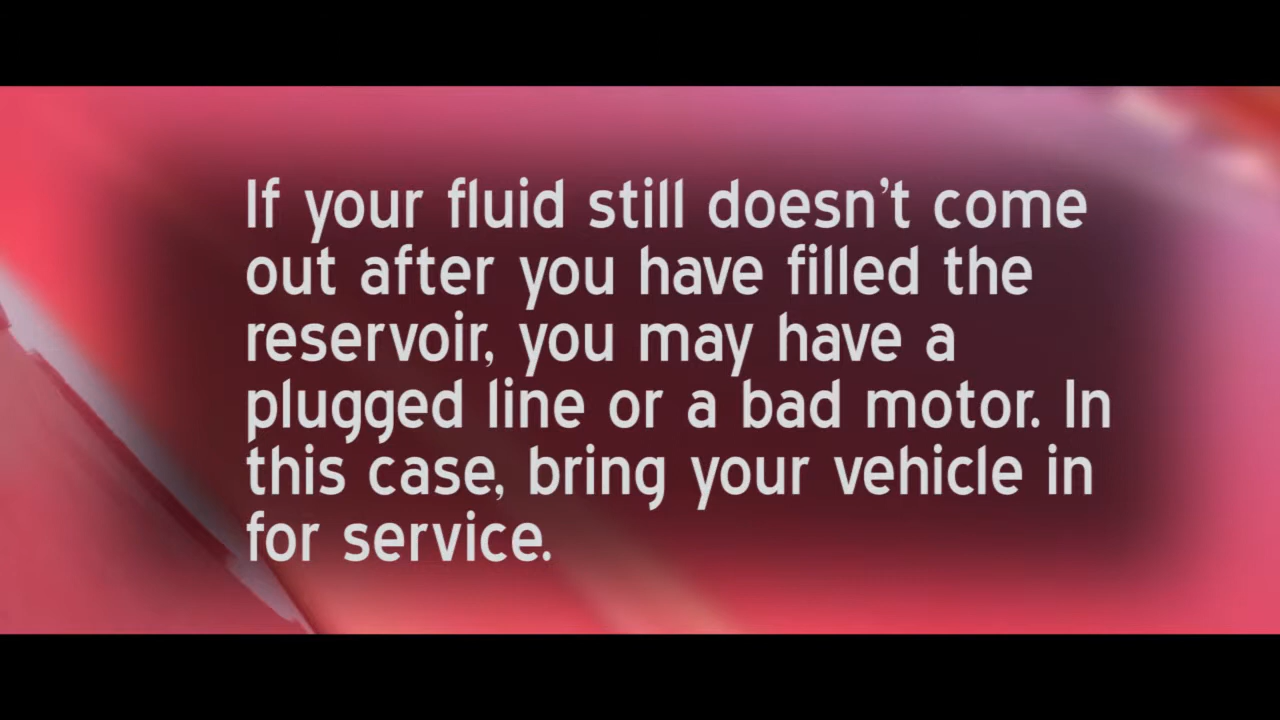 If your fluid still doesn’t come
out after you have filled the
reservoir, you may have a
plugged line or a bad motor. In
this case, bring your vehicle in
for service.